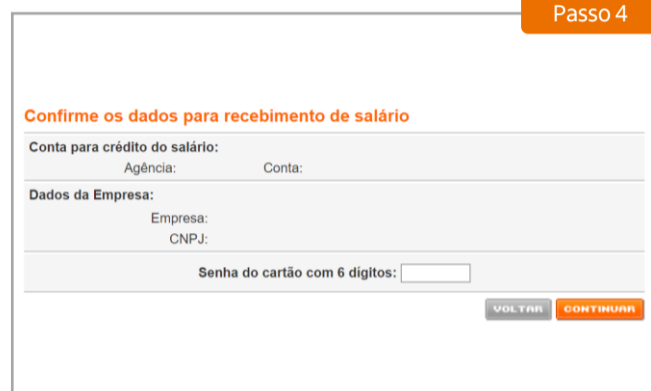 Passo 4
Confirme os dados para recebimento de salário
Conta para crédito do salário:
Agência: Conta:
Dados da Empresa:
Empresa:
CNPJ:
Senha do cartão com 6 dígitos:
VOLTAR CONTINUAR